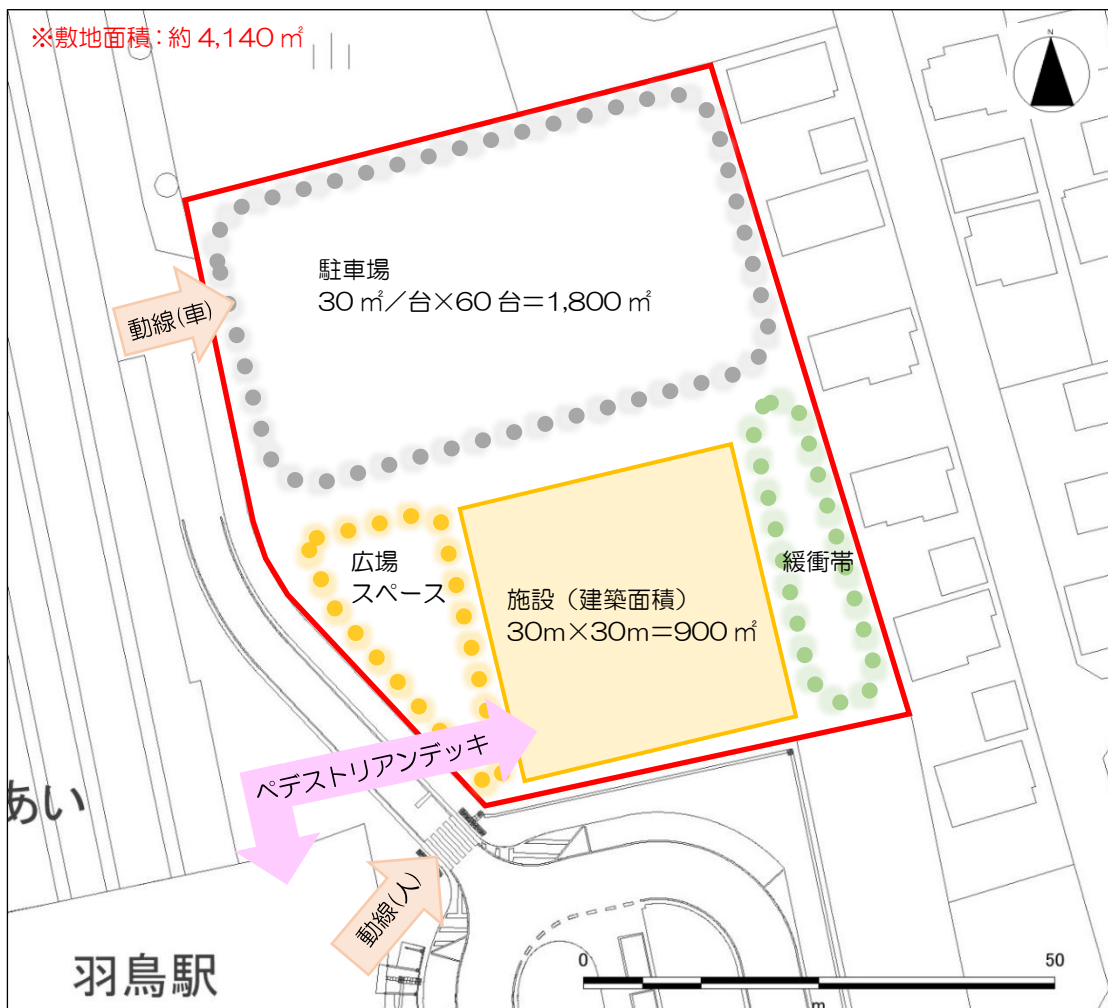 ※敷地面積：約 4,140 ㎡
N
駐車場
30 ㎡／台×60 台＝1,800 ㎡
動線(車)
広場
スペース
緩衝帯
施設（建築面積）
30m×30m＝900 ㎡
ペデストリアンデッキ
あい
動線(人)
羽鳥駅
0
50
m